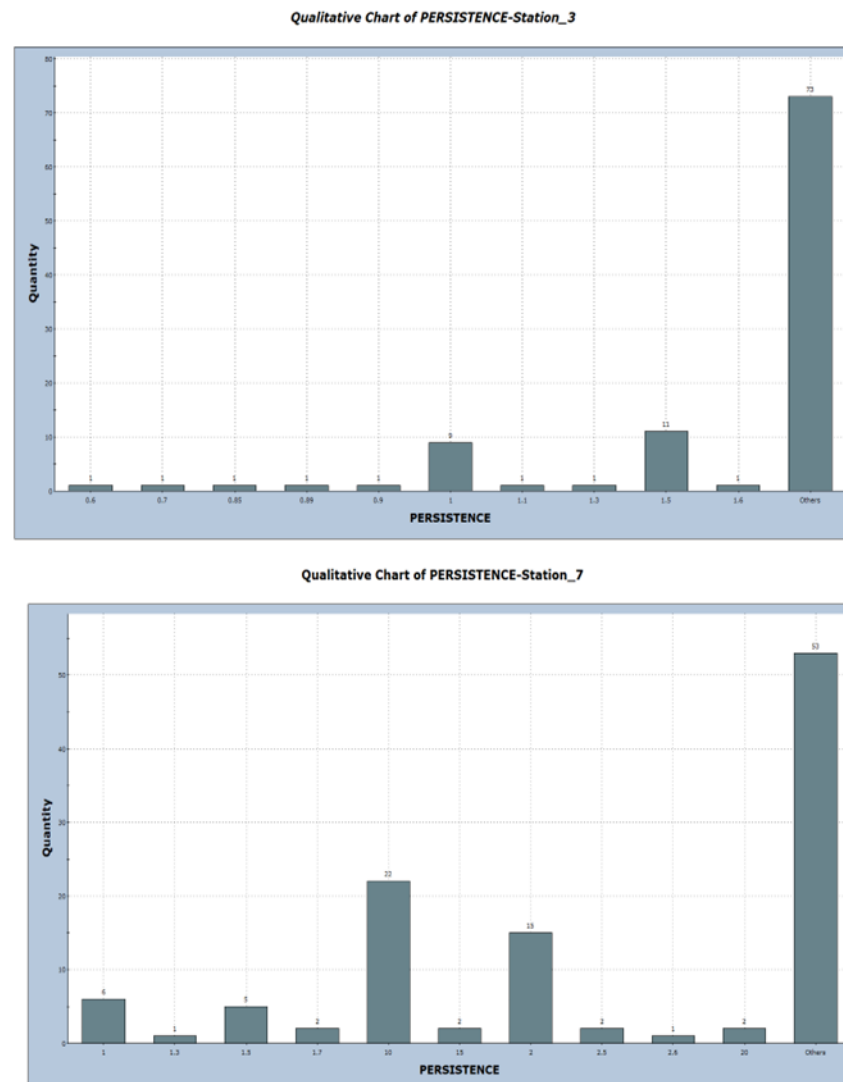 Qualitative Chart of PERSISTENCE-Station_3
80
70
60
50
40
30
20
10
0
Quantity
1 1 1 1 1 9 1 1 11 1 73
0.6 0.7 0.85 0.89 0.9 1 1.1 1.3 1.5 1.6 Others
PERSISTENCE
Qualitative Chart of PERSISTENCE-Station_7
50
40
30
20
10
0
Quantity
6 1 5 2 22 2 15 2 1 2 53
1 1.3 1.5 1.7 10 15 2 2.5 2.6 20 Others
PERSISTENCE